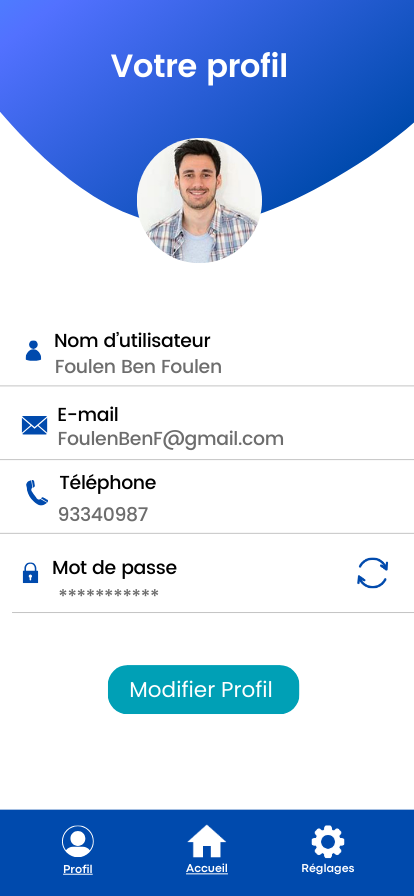 Votre profil
Nom d'utilisateur
Foulen Ben Foulen
E-mail
FoulenBenF@gmail.com
Téléphone
93340987
Mot de passe
***********
Modifier Profil
Profil
Accueil
Réglages